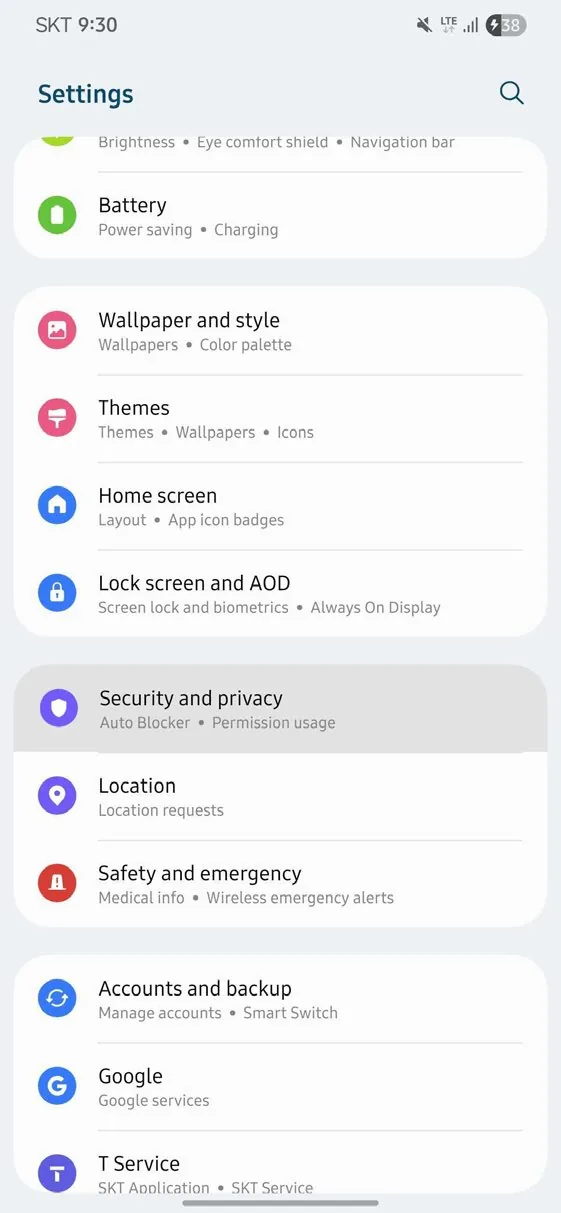 SKT 9:30 LTE 38
Settings
Brightness • Eye comfort shield • Navigation bar
Battery
Power saving • Charging
Wallpaper and style
Wallpapers • Color palette
Themes
Themes • Wallpapers • Icons
Home screen
Layout • App icon badges
Lock screen and AOD
Screen lock and biometrics • Always On Display
Security and privacy
Auto Blocker • Permission usage
Location
Location requests
Safety and emergency
Medical info • Wireless emergency alerts
Accounts and backup
Manage accounts • Smart Switch
G Google
Google services
T T Service
SKT Application • SKT Service